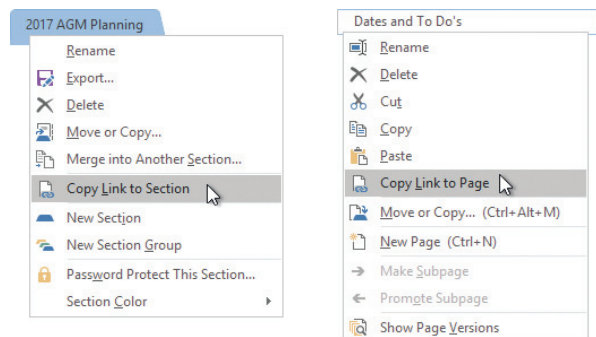 2017 AGM Planning
Rename
Export...
Delete
Move or Copy...
Merge into Another Section...
Copy Link to Section
New Section
New Section Group
Password Protect This Section...
Section Color
Dates and To Do's
Rename
Delete
Cut
Copy
Paste
Copy Link to Page
Move or Copy... (Ctrl+Alt+M)
New Page (Ctrl+N)
Make Subpage
Promote Subpage
Show Page Versions